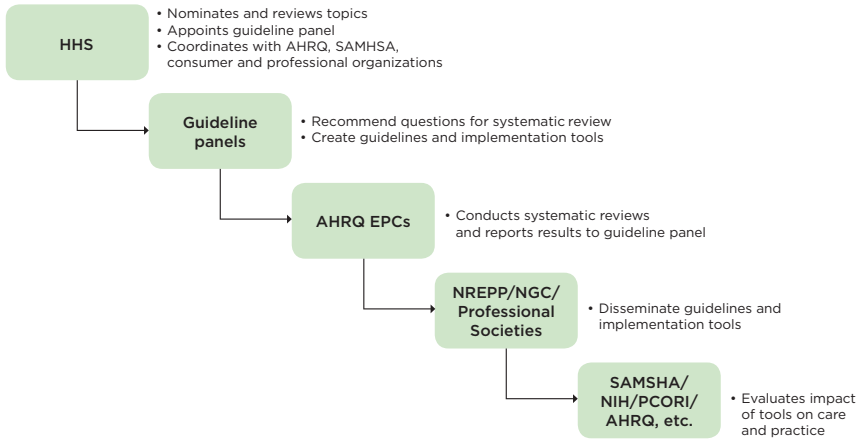 HHS
• Nominates and reviews topics
• Appoints guideline panel
• Coordinates with AHRQ, SAMHSA,
consumer and professional organizations
Guideline
panels
• Recommend questions for systematic review
• Create guidelines and implementation tools
AHRQ EPCs
• Conducts systematic reviews
and reports results to guideline panel
NREPP/NGC/
Professional
Societies
• Disseminate guidelines and
implementation tools
SAMSHA/
NIH/PCORI/
AHRQ, etc.
• Evaluates impact
of tools on care
and practice